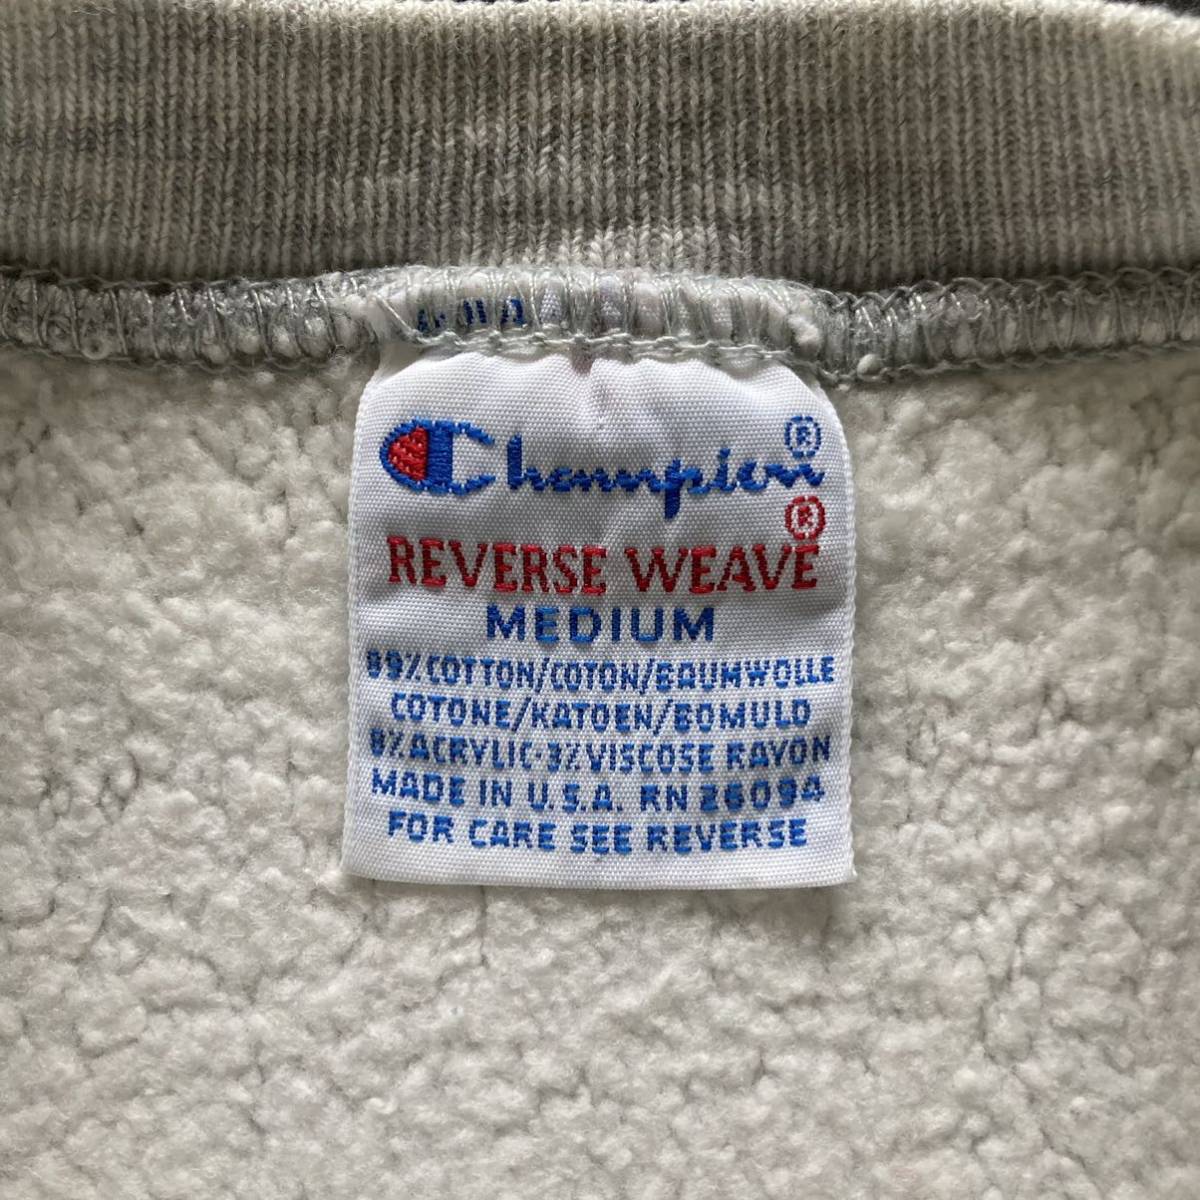 Champion®
REVERSE WEAVE®
MEDIUM
89% COTTON/COTON/BAUMWOLLE
COTONE/KATOEN/BOMULD
8% ACRYLIC·3% VISCOSE RAYON
MADE IN U.S.A. RN 26094
FOR CARE SEE REVERSE